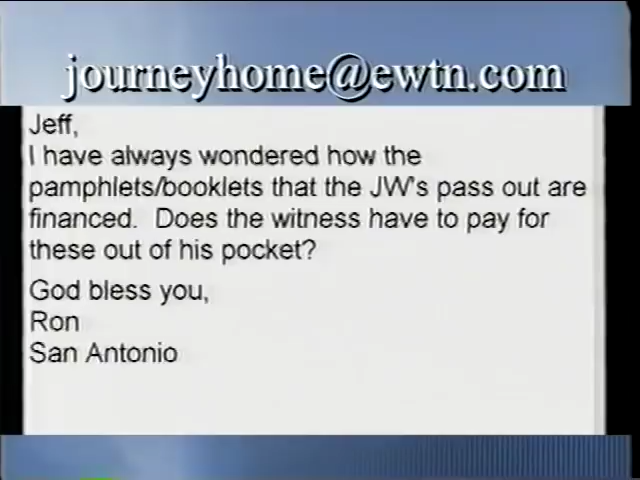 journeyhome@ewtn.com
Jeff,
I have always wondered how the
pamphlets/booklets that the JW's pass out are
financed.  Does the witness have to pay for
these out of his pocket?
God bless you,
Ron
San Antonio